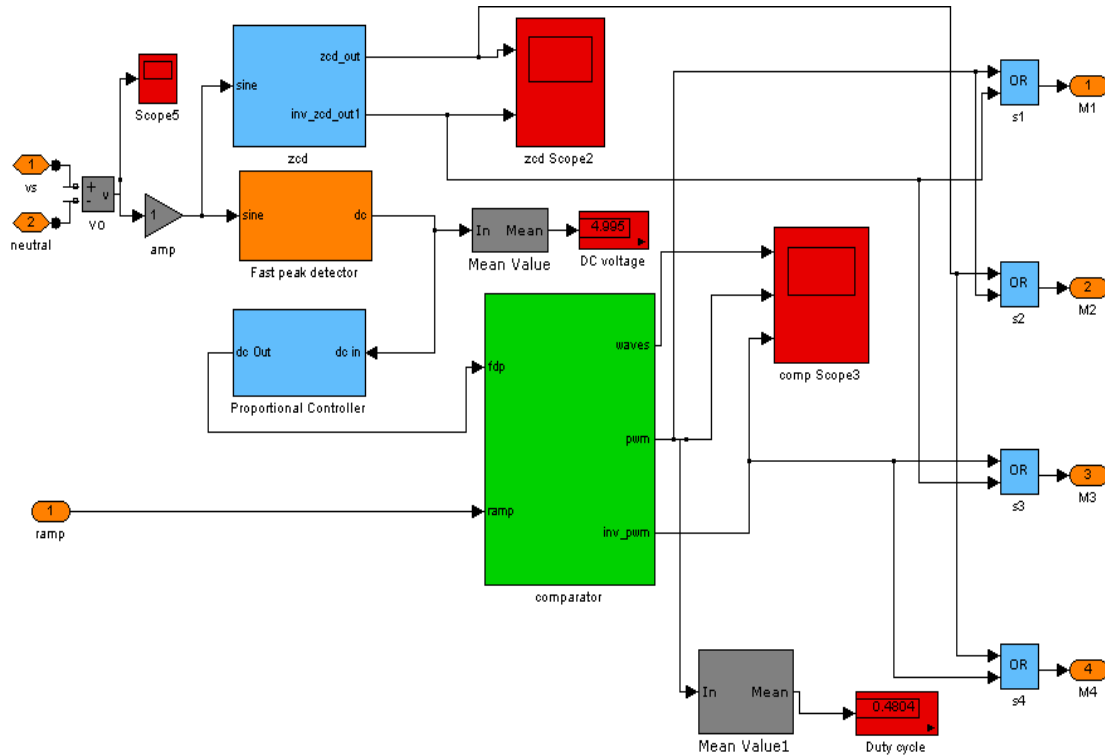 zcd_out
sine
inv_zcd_out1
zcd
Scope5
zcd Scope2
OR
s1
1
M1
1
vs
+
-
v
vo
2
neutral
1
amp
sine
dc
Fast peak detector
In
Mean
Mean Value
4.995
DC voltage
OR
s2
2
M2
dc Out
dc in
Proportional Controller
waves
fdp
pwm
ramp
inv_pwm
comparator
comp Scope3
OR
s3
3
M3
1
ramp
In
Mean
Mean Value1
0.4804
Duty cycle
OR
s4
4
M4